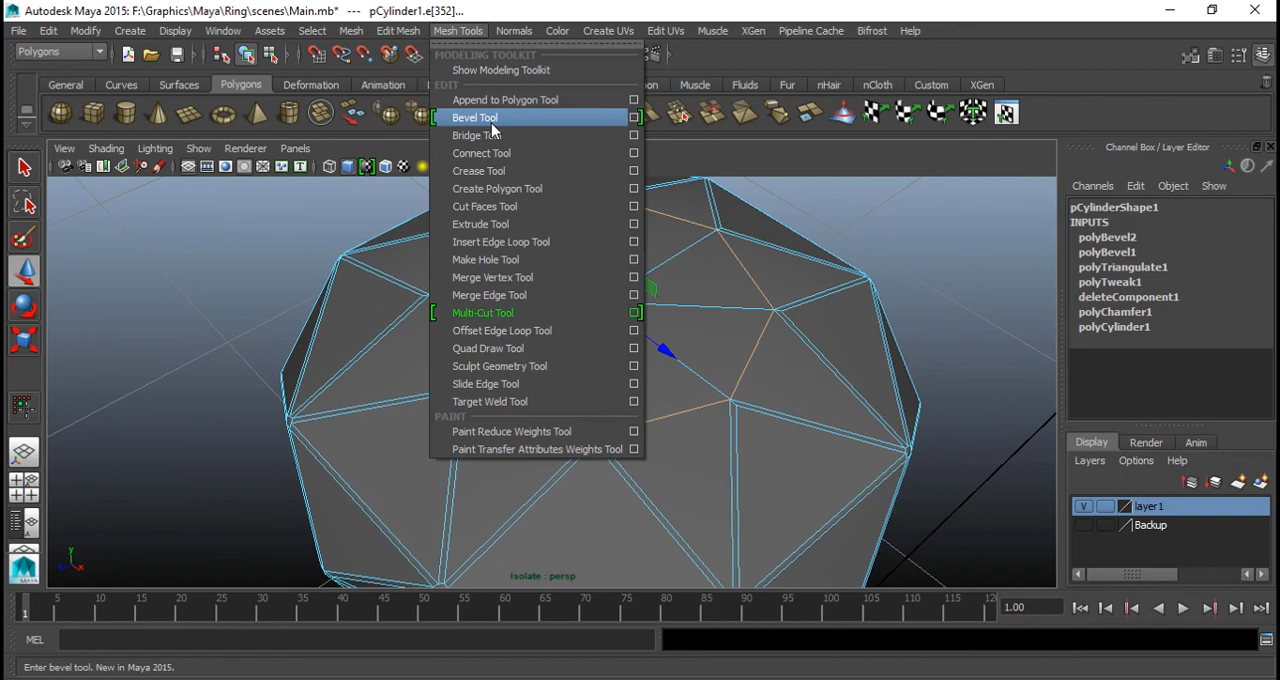 Autodesk Maya 2015: F:\Graphics\Maya\Ring\scenes\Main.mb* --- pCylinder1.e[352]...
File Edit Modify Create Display Window Assets Select Mesh Edit Mesh Mesh Tools Normals Color Create UVs Edit UVs Muscle XGen Pipeline Cache Bifrost Help
Polygons
General Curves Surfaces Polygons Deformation Animation Muscle Fluids Fur nHair nCloth Custom XGen
View Shading Lighting Show Renderer Panels
MODELING TOOLKIT
Show Modeling Toolkit
EDIT
Append to Polygon Tool
Bevel Tool
Bridge
Connect Tool
Crease Tool
Create Polygon Tool
Cut Faces Tool
Extrude Tool
Insert Edge Loop Tool
Make Hole Tool
Merge Vertex Tool
Merge Edge Tool
Multi-Cut Tool
Offset Edge Loop Tool
Quad Draw Tool
Sculpt Geometry Tool
Slide Edge Tool
Target Weld Tool
PAINT
Paint Reduce Weights Tool
Paint Transfer Attributes Weights Tool
Isolate : persp
Channel Box / Layer Editor
Channels Edit Object Show
pCylinderShape1
INPUTS
polyBevel2
polyBevel1
polyTriangulate1
polyTweak1
deleteComponent1
polyChamfer1
polyCylinder1
Display Render Anim
Layers Options Help
V layer1
Backup
1 5 10 15 20 25 30 35 40 45 50 55 60 65 70 75 80 85 90 95 100 105 110 115 1.00
MEL
Enter bevel tool. New in Maya 2015.